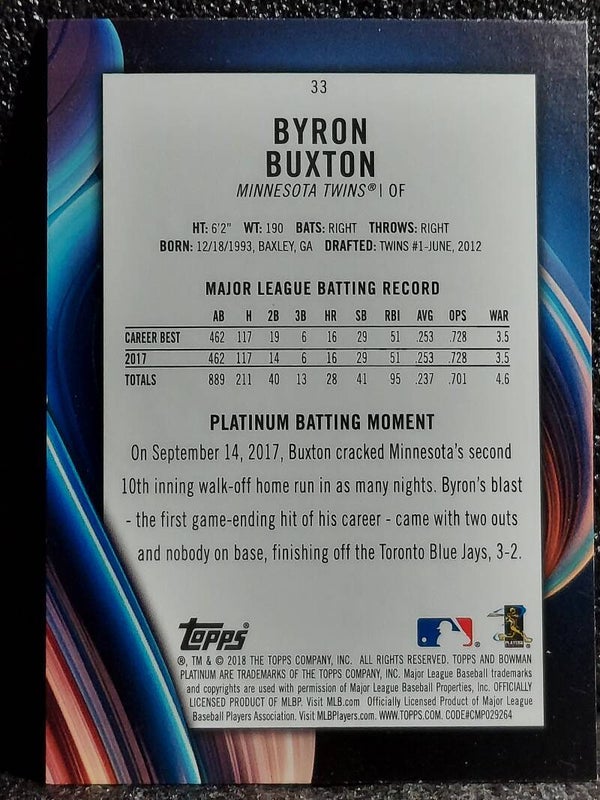 33
BYRON
BUXTON
MINNESOTA TWINS® | OF
HT: 6'2" WT: 190 BATS: RIGHT THROWS: RIGHT
BORN: 12/18/1993, BAXLEY, GA DRAFTED: TWINS #1-JUNE, 2012
MAJOR LEAGUE BATTING RECORD
AB H 2B 3B HR SB RBI AVG OPS WAR
CAREER BEST 462 117 19 6 16 29 51 .253 .728 3.5
2017 462 117 14 6 16 29 51 .253 .728 3.5
TOTALS 889 211 40 13 28 41 95 .237 .701 4.6
PLATINUM BATTING MOMENT
On September 14, 2017, Buxton cracked Minnesota's second
10th inning walk-off home run in as many nights. Byron's blast
- the first game-ending hit of his career - came with two outs
and nobody on base, finishing off the Toronto Blue Jays, 3-2.
Topps®
PLAYERS
®, TM & © 2018 THE TOPPS COMPANY, INC. ALL RIGHTS RESERVED. TOPPS AND BOWMAN
PLATINUM ARE TRADEMARKS OF THE TOPPS COMPANY, INC. Major League Baseball trademarks
and copyrights are used with permission of Major League Baseball Properties, Inc. OFFICIALLY
LICENSED PRODUCT OF MLBP. Visit MLB.com Officially Licensed Product of Major League
Baseball Players Association. Visit MLBPlayers.com. WWW.TOPPS.COM. CODE#CMP029264